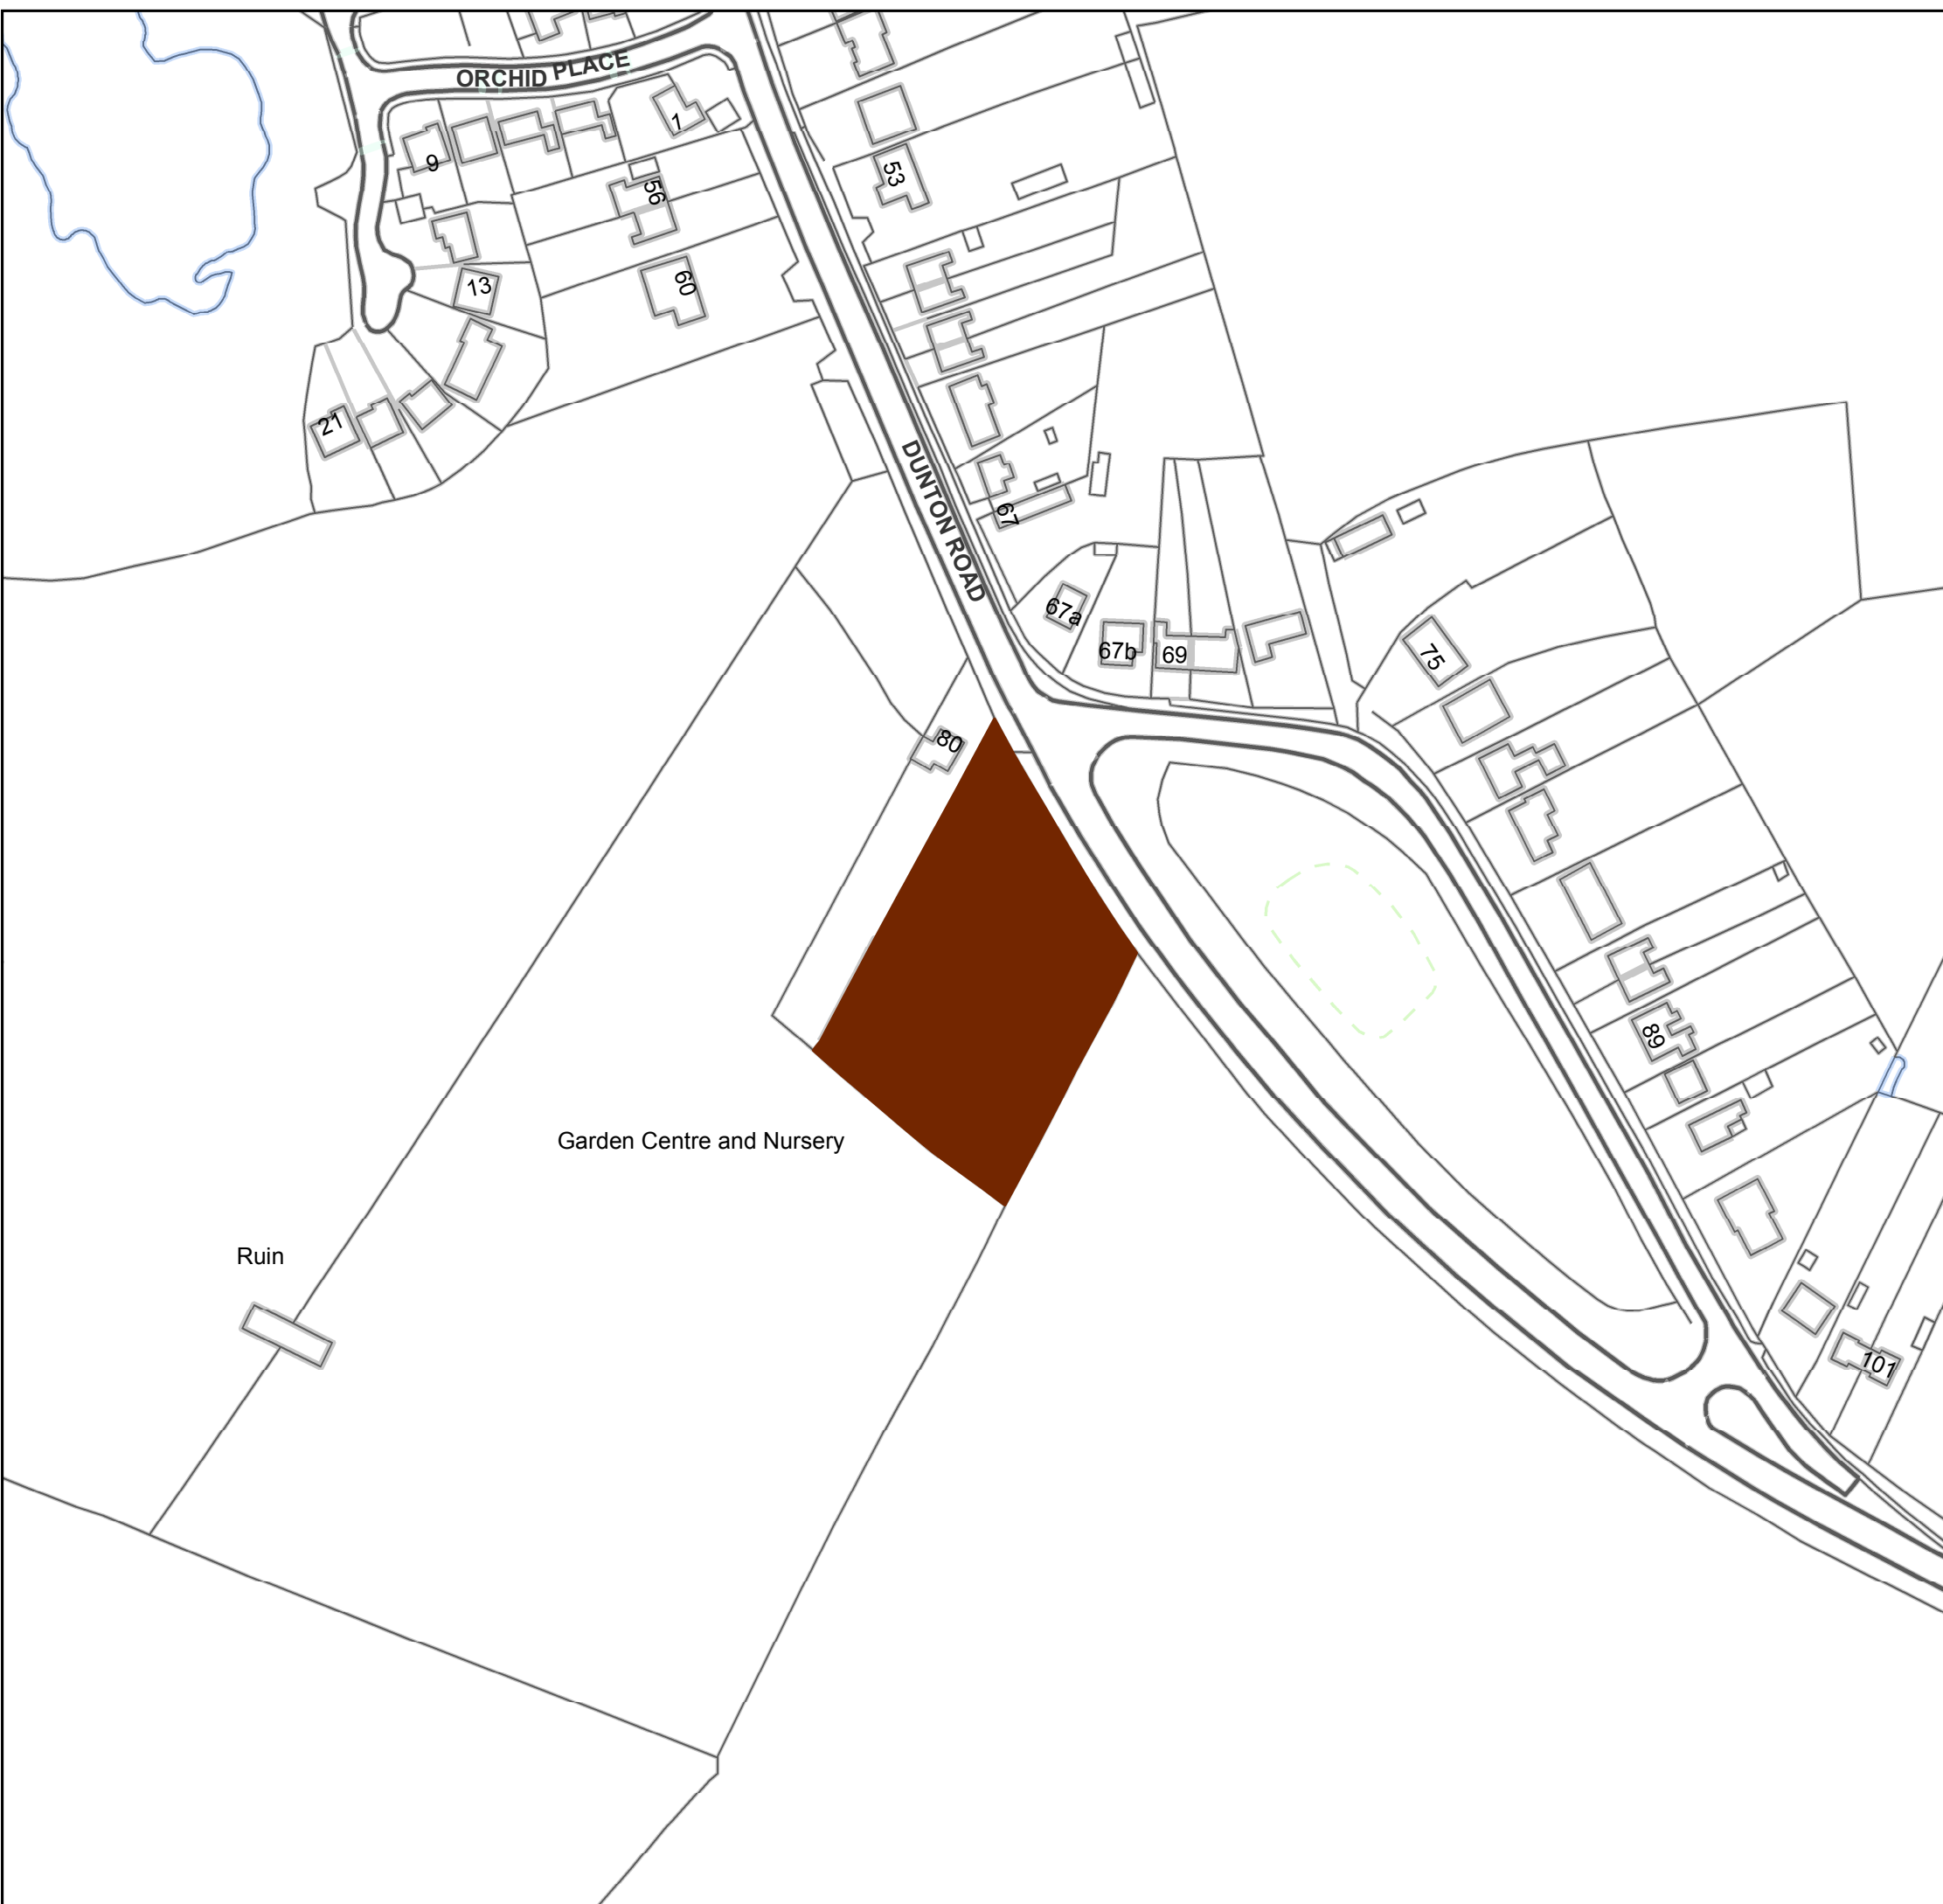 ORCHID PLACE
1
9
53
56
13
60
21
DUNTON ROAD
67
67a
67b
69
75
80
89
Garden Centre and Nursery
Ruin
101